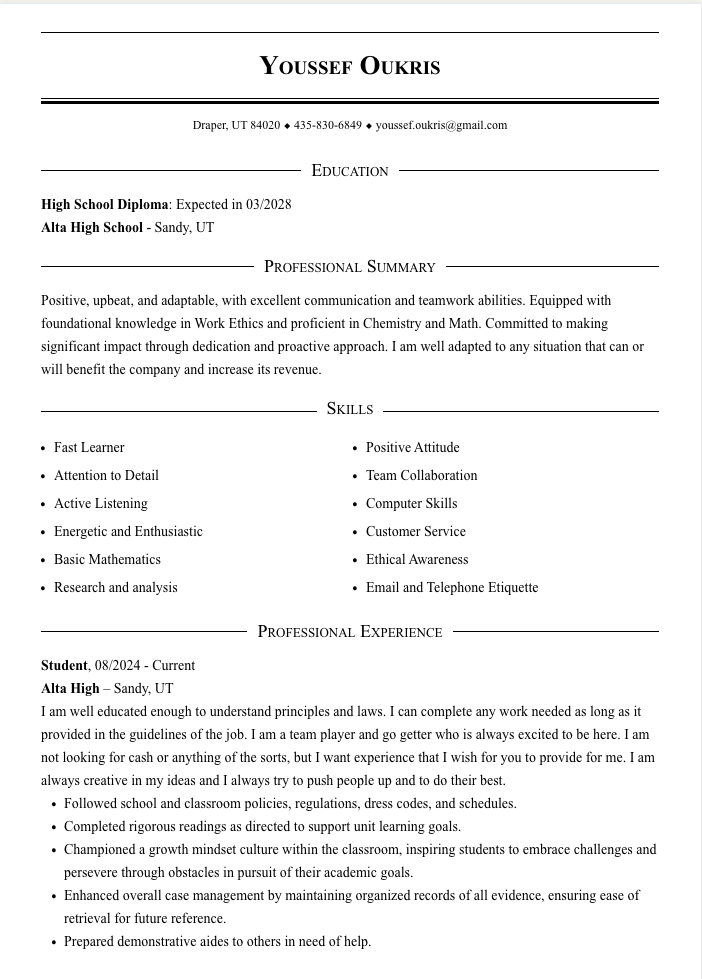 Youssef Oukris
Draper, UT 84020 ◆ 435-830-6849 ◆ youssef.oukris@gmail.com
Education
High School Diploma: Expected in 03/2028
Alta High School - Sandy, UT
Professional Summary
Positive, upbeat, and adaptable, with excellent communication and teamwork abilities. Equipped with
foundational knowledge in Work Ethics and proficient in Chemistry and Math. Committed to making
significant impact through dedication and proactive approach. I am well adapted to any situation that can or
will benefit the company and increase its revenue.
Skills
• Fast Learner
• Attention to Detail
• Active Listening
• Energetic and Enthusiastic
• Basic Mathematics
• Research and analysis
• Positive Attitude
• Team Collaboration
• Computer Skills
• Customer Service
• Ethical Awareness
• Email and Telephone Etiquette
Professional Experience
Student, 08/2024 - Current
Alta High – Sandy, UT
I am well educated enough to understand principles and laws. I can complete any work needed as long as it
provided in the guidelines of the job. I am a team player and go getter who is always excited to be here. I am
not looking for cash or anything of the sorts, but I want experience that I wish for you to provide for me. I am
always creative in my ideas and I always try to push people up and to do their best.
• Followed school and classroom policies, regulations, dress codes, and schedules.
• Completed rigorous readings as directed to support unit learning goals.
• Championed a growth mindset culture within the classroom, inspiring students to embrace challenges and
persevere through obstacles in pursuit of their academic goals.
• Enhanced overall case management by maintaining organized records of all evidence, ensuring ease of
retrieval for future reference.
• Prepared demonstrative aides to others in need of help.